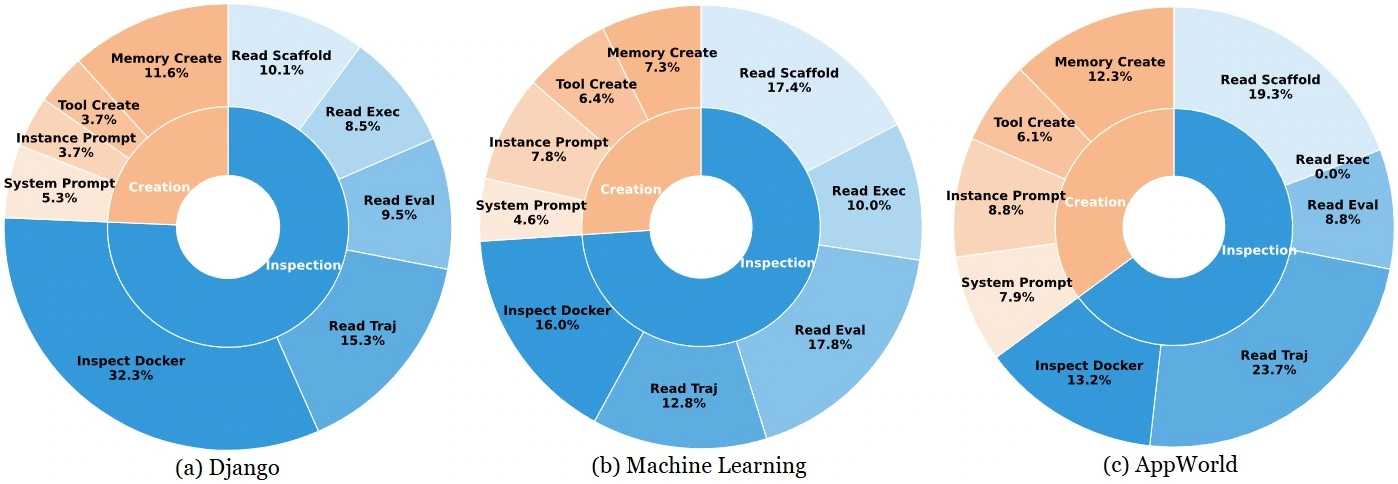 Memory Create
11.6%
Read Scaffold
10.1%
Read Exec
8.5%
Tool Create
3.7%
Instance Prompt
3.7%
System Prompt
5.3%
Creation
Read Eval
9.5%
Inspection
Read Traj
15.3%
Inspect Docker
32.3%
(a) Django
Memory Create
7.3%
Read Scaffold
17.4%
Tool Create
6.4%
Instance Prompt
7.8%
System Prompt
4.6%
Creation
Read Exec
10.0%
Inspection
Inspect Docker
16.0%
Read Eval
17.8%
Read Traj
12.8%
(b) Machine Learning
Memory Create
12.3%
Read Scaffold
19.3%
Tool Create
6.1%
Read Exec
0.0%
Instance Prompt
8.8%
Creation
Read Eval
8.8%
Inspection
System Prompt
7.9%
Inspect Docker
13.2%
Read Traj
23.7%
(c) AppWorld